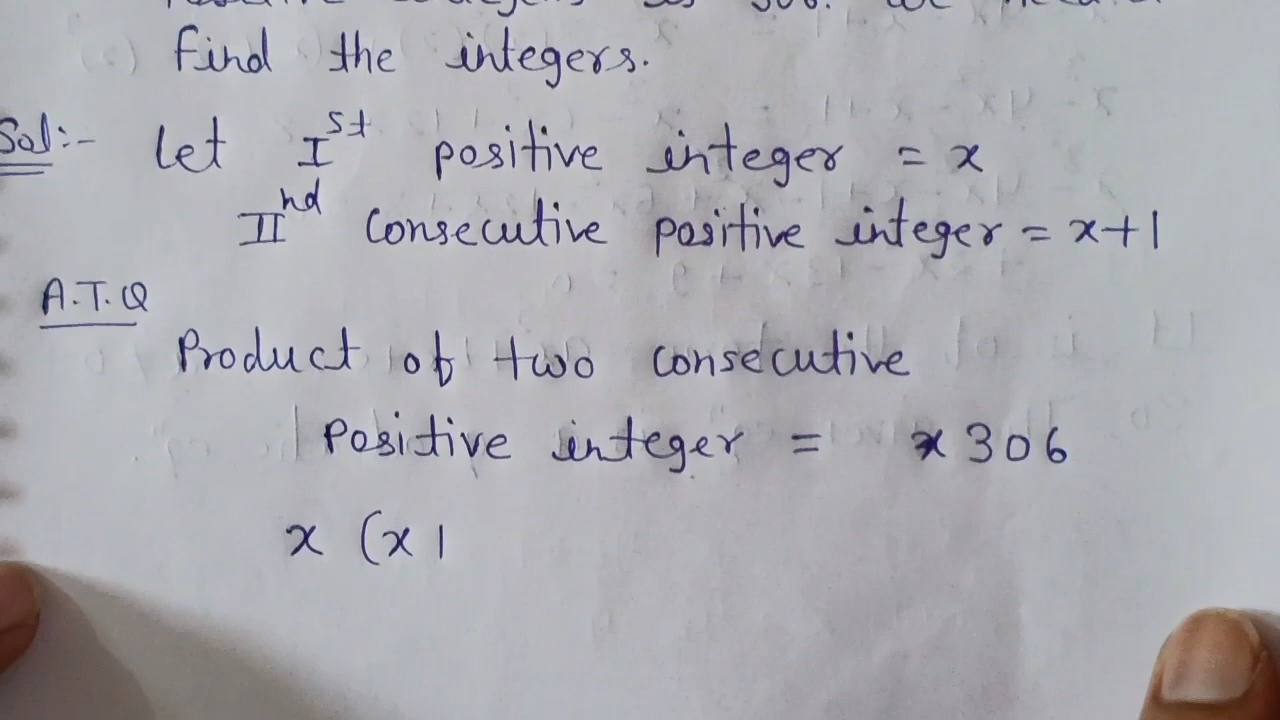 find the integers.
Sol:- Let Iˢᵗ positive integer = x
IIⁿᵈ consecutive positive integer = x+1
A.T.Q
Product of two consecutive
Positive integer = x 306
x (x 1